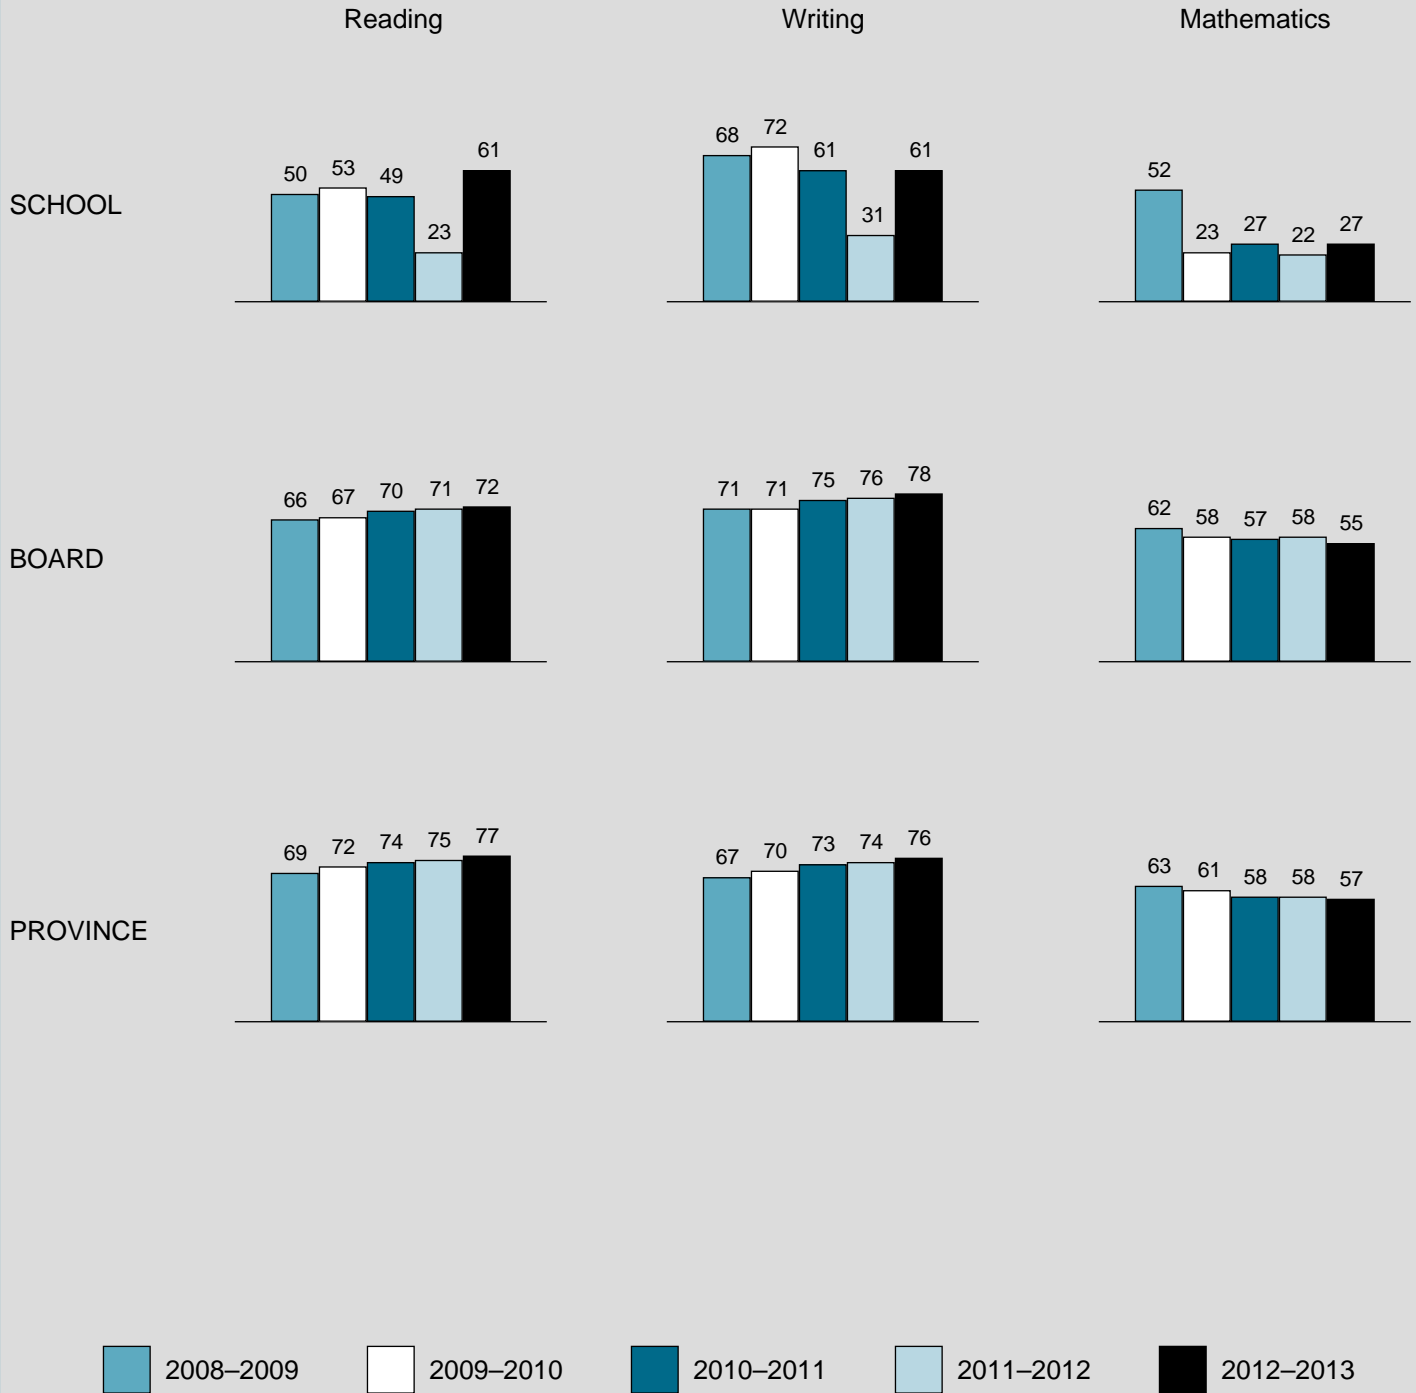 Reading Writing Mathematics
SCHOOL
50 53 49 23 61
68 72 61 31 61
52 23 27 22 27
BOARD
66 67 70 71 72
71 71 75 76 78
62 58 57 58 55
PROVINCE
69 72 74 75 77
67 70 73 74 76
63 61 58 58 57
2008–2009 2009–2010 2010–2011 2011–2012 2012–2013